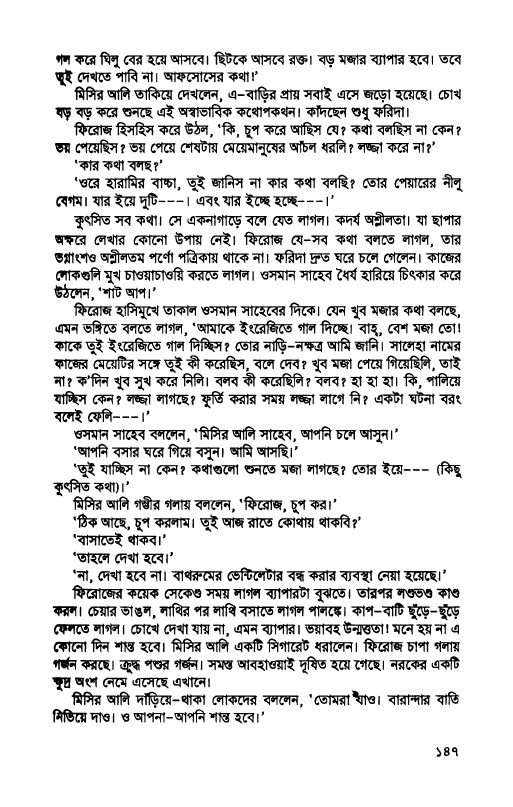 গল করে ঘিলু বের হয়ে আসবে। ছিটকে আসবে রক্ত। বড় মজার ব্যাপার হবে। তবে
তুই দেখতে পাবি না। আফসোসের কথা!'
মিসির আলি তাকিয়ে দেখলেন, এ-বাড়ির প্রায় সবাই এসে জড়ো হয়েছে। চোখ
বড় বড় করে শুনছে এই অস্বাভাবিক কথোপকথন। কাঁদছেন শুধু ফরিদা।
ফিরোজ হিসহিস করে উঠল, 'কি, চুপ করে আছিস যে? কথা বলছিস না কেন?
ভয় পেয়েছিস? ভয় পেয়ে শেষটায় মেয়েমানুষের আঁচল ধরলি? লজ্জা করে না?'
'কার কথা বলছ?'
'ওরে হারামির বাচ্চা, তুই জানিস না কার কথা বলছি? তোর পেয়ারের নীলু
বেগম। যার ইয়ে দুটি---। এবং যার ইচ্ছে হচ্ছে---।'
কুৎসিত সব কথা। সে একনাগাড়ে বলে যেত লাগল। কদর্য অশ্লীলতা। যা ছাপার
অক্ষরে লেখার কোনো উপায় নেই। ফিরোজ যে-সব কথা বলতে লাগল, তার
ভগ্নাংশও অশ্লীলতম পর্ণো পত্রিকায় থাকে না। ফরিদা দ্রুত ঘরে চলে গেলেন। কাজের
লোকগুলি মুখ চাওয়াচাওয়ি করতে লাগল। ওসমান সাহেব ধৈর্য হারিয়ে চিৎকার করে
উঠলেন, 'শাট আপ।'
ফিরোজ হাসিমুখে তাকাল ওসমান সাহেবের দিকে। যেন খুব মজার কথা বলছে,
এমন ভঙ্গিতে বলতে লাগল, 'আমাকে ইংরেজিতে গাল দিচ্ছে। বাহ্, বেশ মজা তো!
কাকে তুই ইংরেজিতে গাল দিচ্ছিস? তোর নাড়ি-নক্ষত্র আমি জানি। সালেহা নামের
কাজের মেয়েটির সঙ্গে তুই কী করেছিস, বলে দেব? খুব মজা পেয়ে গিয়েছিলি, তাই
না? ক'দিন খুব সুখ করে নিলি। বলব কী করেছিলি? বলব? হা হা হা। কি, পালিয়ে
যাচ্ছিস কেন? লজ্জা লাগছে? ফূর্তি করার সময় লজ্জা লাগে নি? একটা ঘটনা বরং
বলেই ফেলি---।'
ওসমান সাহেব বললেন, 'মিসির আলি সাহেব, আপনি চলে আসুন।'
'আপনি বসার ঘরে গিয়ে বসুন। আমি আসছি।'
'তুই যাচ্ছিস না কেন? কথাগুলো শুনতে মজা লাগছে? তোর ইয়ে--- (কিছু
কুৎসিত কথা)।'
মিসির আলি গম্ভীর গলায় বললেন, 'ফিরোজ, চুপ কর।'
'ঠিক আছে, চুপ করলাম। তুই আজ রাতে কোথায় থাকবি?'
'বাসাতেই থাকব।'
'তাহলে দেখা হবে।'
'না, দেখা হবে না। বাথরুমের ভেন্টিলেটার বন্ধ করার ব্যবস্থা নেয়া হয়েছে।'
ফিরোজের কয়েক সেকেণ্ড সময় লাগল ব্যাপারটা বুঝতে। তারপর লণ্ডভণ্ড কাণ্ড
করল। চেয়ার ভাঙল, লাথির পর লাথি বসাতে লাগল পালঙ্কে। কাপ-বাটি ছুঁড়ে-ছুঁড়ে
ফেলতে লাগল। চোখে দেখা যায় না, এমন ব্যাপার। ভয়াবহ উন্মত্ততা! মনে হয় না এ
কোনো দিন শান্ত হবে। মিসির আলি একটি সিগারেট ধরালেন। ফিরোজ চাপা গলায়
গর্জন করছে। ক্রুদ্ধ পশুর গর্জন। সমস্ত আবহাওয়াই দূষিত হয়ে গেছে। নরকের একটি
ক্ষুদ্র অংশ নেমে এসেছে এখানে।
মিসির আলি দাঁড়িয়ে-থাকা লোকদের বললেন, 'তোমরা যাও। বারান্দার বাতি
নিভিয়ে দাও। ও আপনা-আপনি শান্ত হবে।'
১৪৭